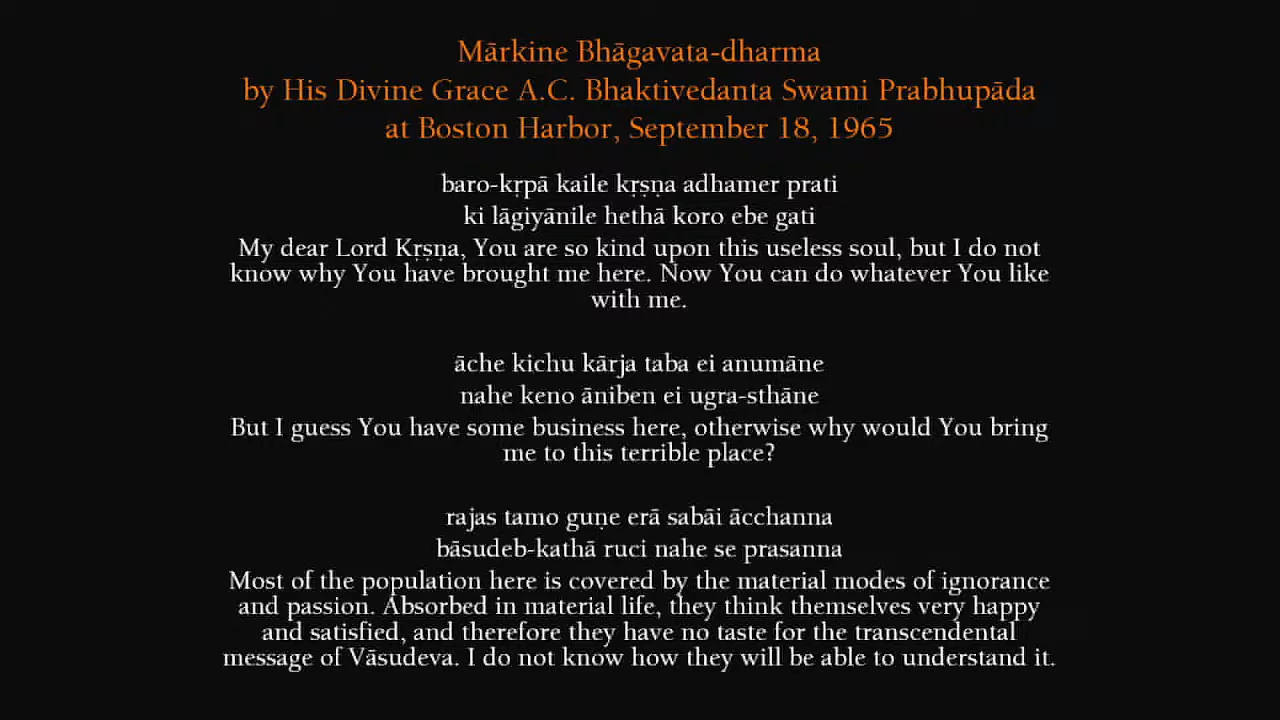 Mārkine Bhāgavata-dharma
by His Divine Grace A.C. Bhaktivedanta Swami Prabhupāda
at Boston Harbor, September 18, 1965
baro-kṛpā kaile kṛṣṇa adhamer prati
ki lāgiyānile hethā koro ebe gati
My dear Lord Kṛṣṇa, You are so kind upon this useless soul, but I do not
know why You have brought me here. Now You can do whatever You like
with me.
āche kichu kārja taba ei anumāne
nahe keno āniben ei ugra-sthāne
But I guess You have some business here, otherwise why would You bring
me to this terrible place?
rajas tamo guṇe erā sabāi ācchanna
bāsudeb-kathā ruci nahe se prasanna
Most of the population here is covered by the material modes of ignorance
and passion. Absorbed in material life, they think themselves very happy
and satisfied, and therefore they have no taste for the transcendental
message of Vāsudeva. I do not know how they will be able to understand it.